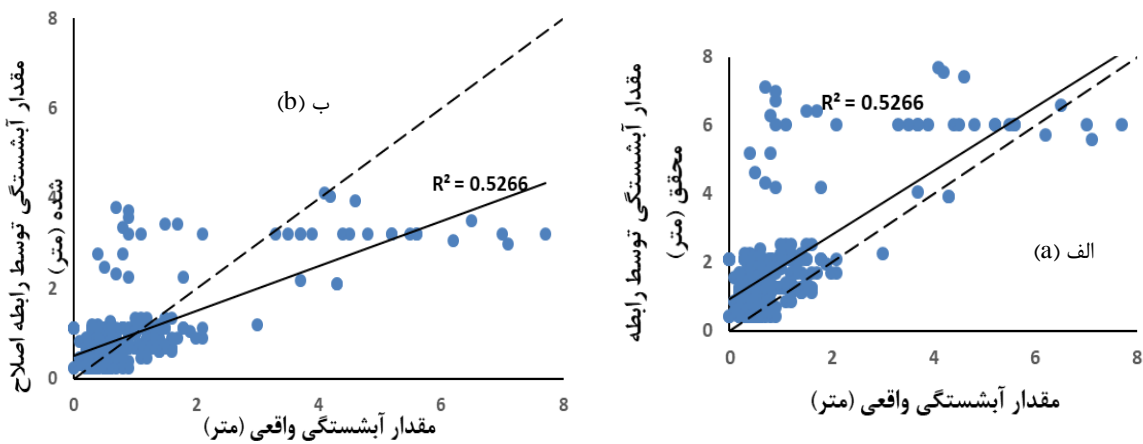 8
6
4
2
0
0
2
4
6
8
R² = 0.5266
(b) ب
مقدار آبشستگی توسط رابطه اصلاح
شده (متر)
مقدار آبشستگی واقعی (متر)
8
6
4
2
0
0
2
4
6
8
R² = 0.5266
(a) الف
مقدار آبشستگی توسط رابطه
محقق (متر)
مقدار آبشستگی واقعی (متر)